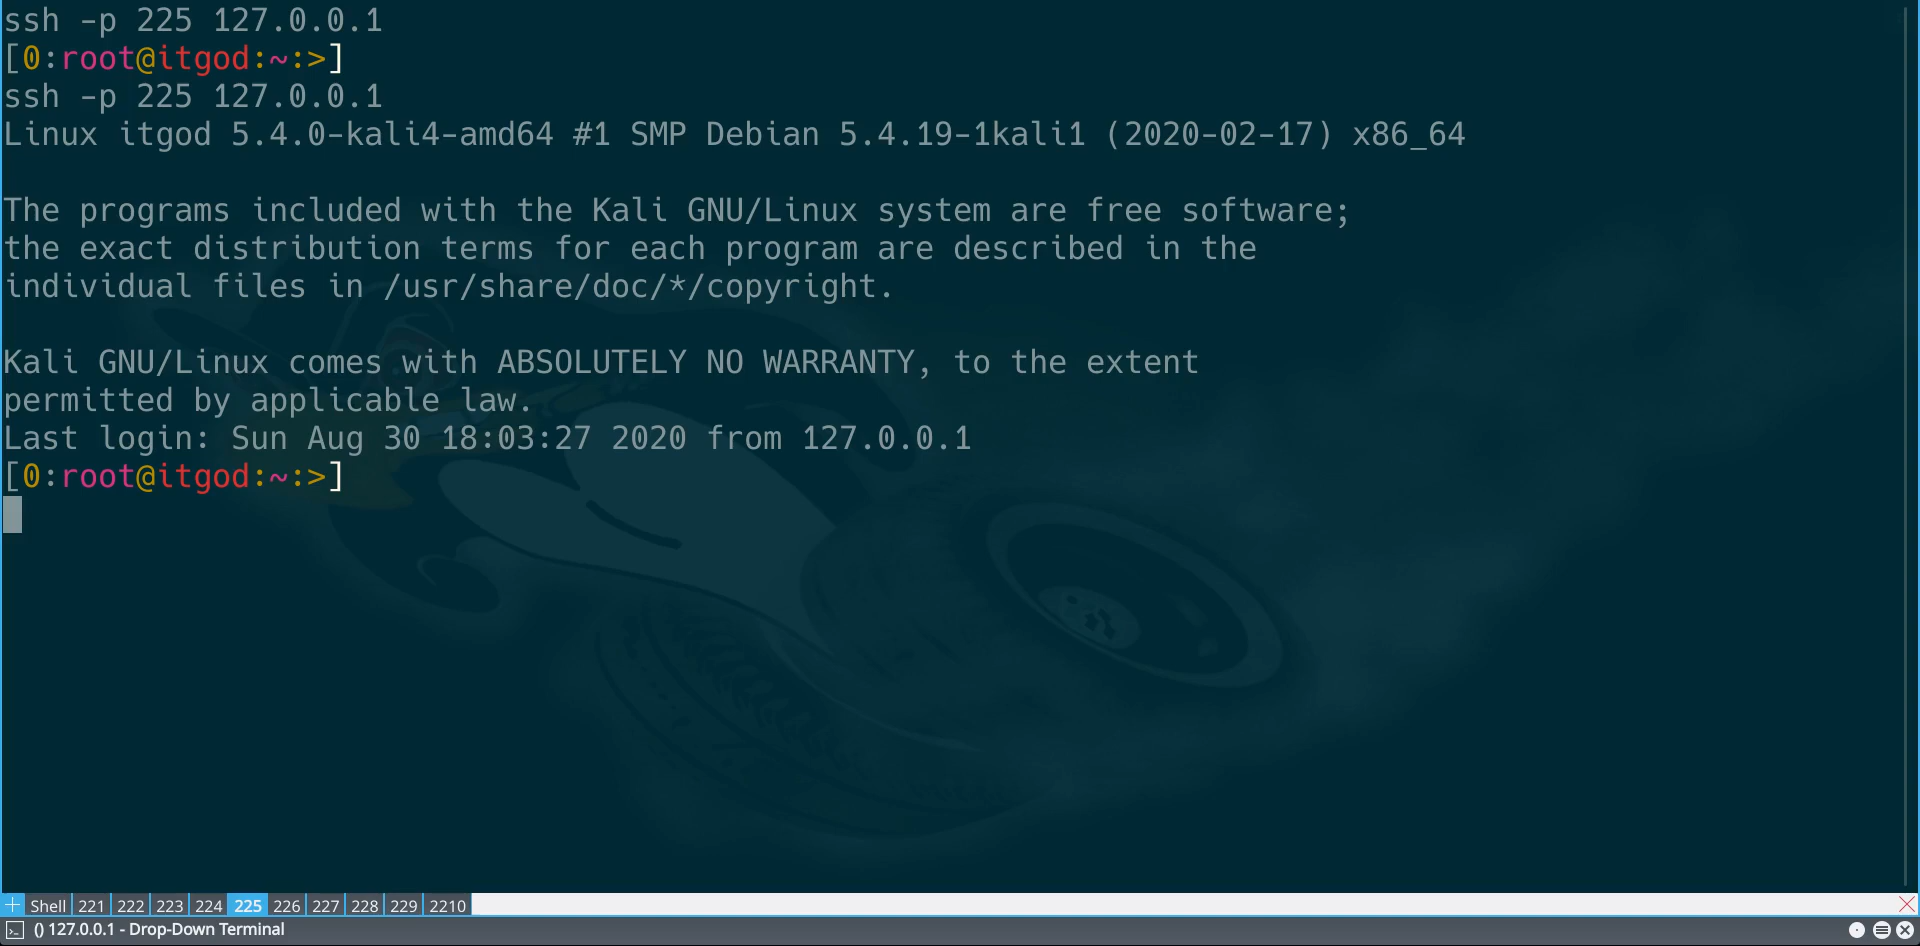 ssh -p 225 127.0.0.1
[0:root@itgod:~:>]
ssh -p 225 127.0.0.1
Linux itgod 5.4.0-kali4-amd64 #1 SMP Debian 5.4.19-1kali1 (2020-02-17) x86_64
The programs included with the Kali GNU/Linux system are free software;
the exact distribution terms for each program are described in the
individual files in /usr/share/doc/*/copyright.
Kali GNU/Linux comes with ABSOLUTELY NO WARRANTY, to the extent
permitted by applicable law.
Last login: Sun Aug 30 18:03:27 2020 from 127.0.0.1
[0:root@itgod:~:>]
Shell 221 222 223 224 225 226 227 228 229 2210
() 127.0.0.1 - Drop-Down Terminal